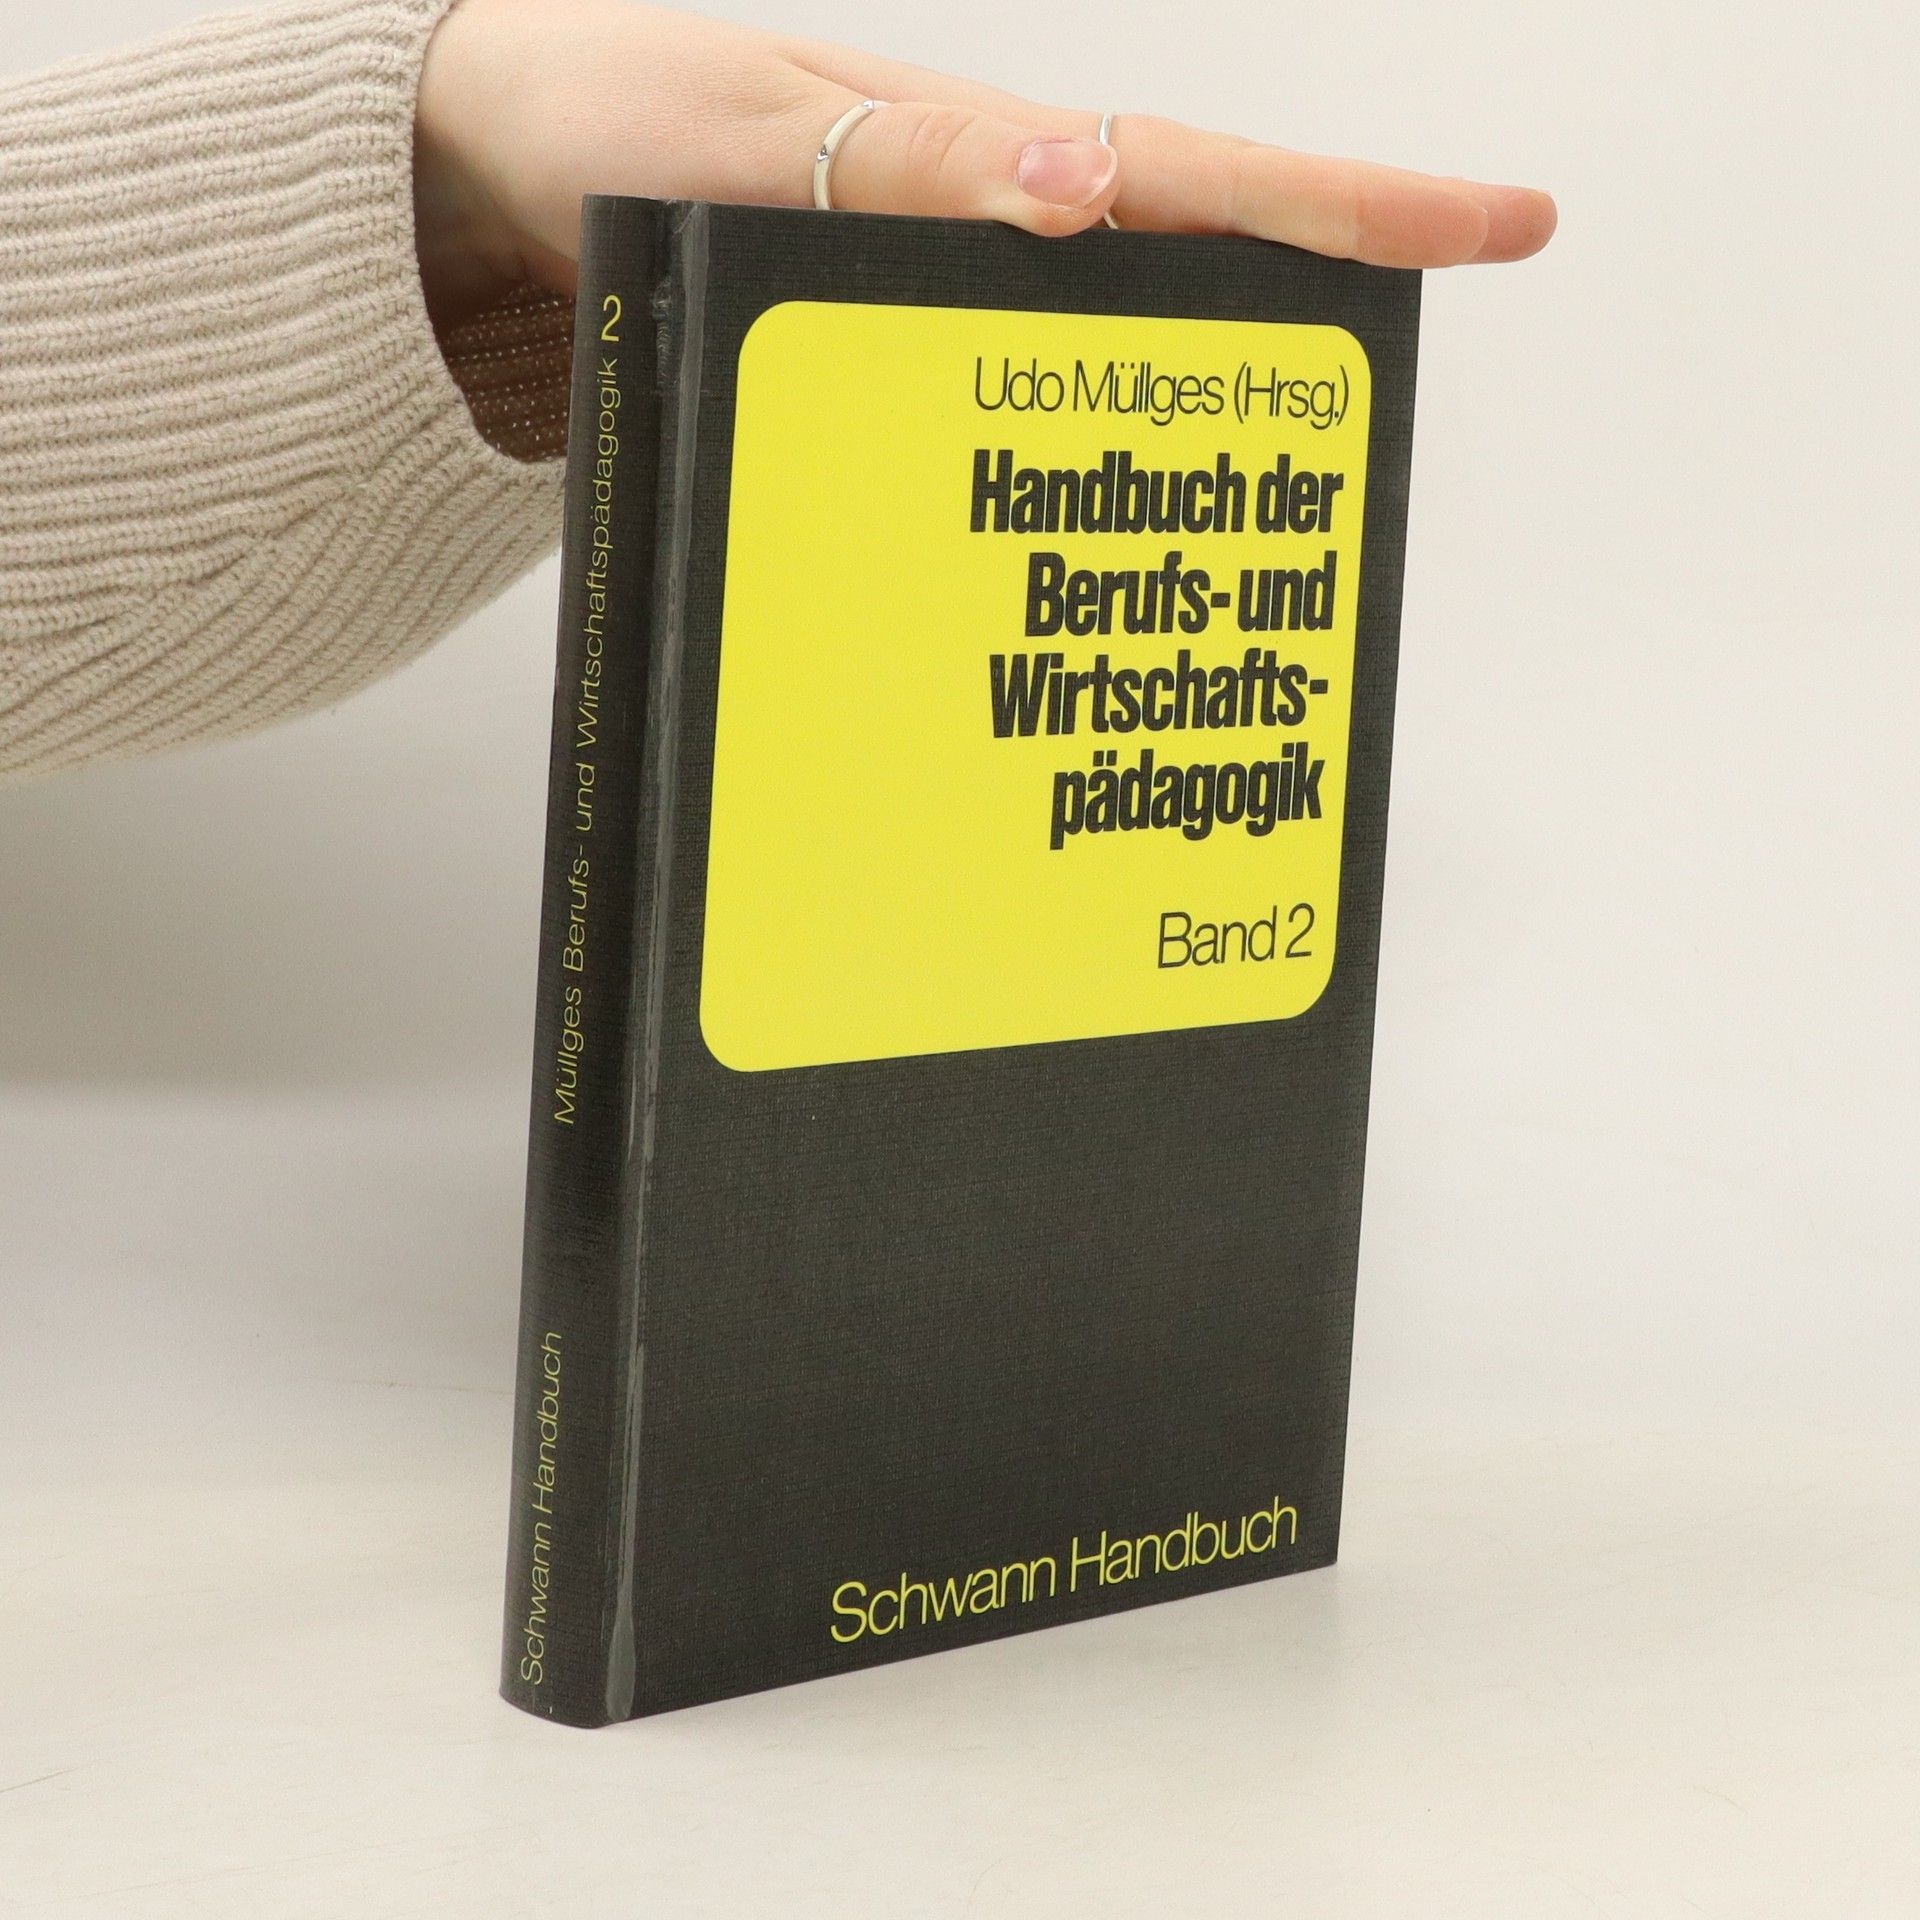 Udo Müllges (Hrsg.)
Handbuch der
Berufs- und
Wirtschafts-
pädagogik
Band 2
Schwann Handbuch
Schwann Handbuch Müllges Berufs- und Wirtschaftspädagogik 2